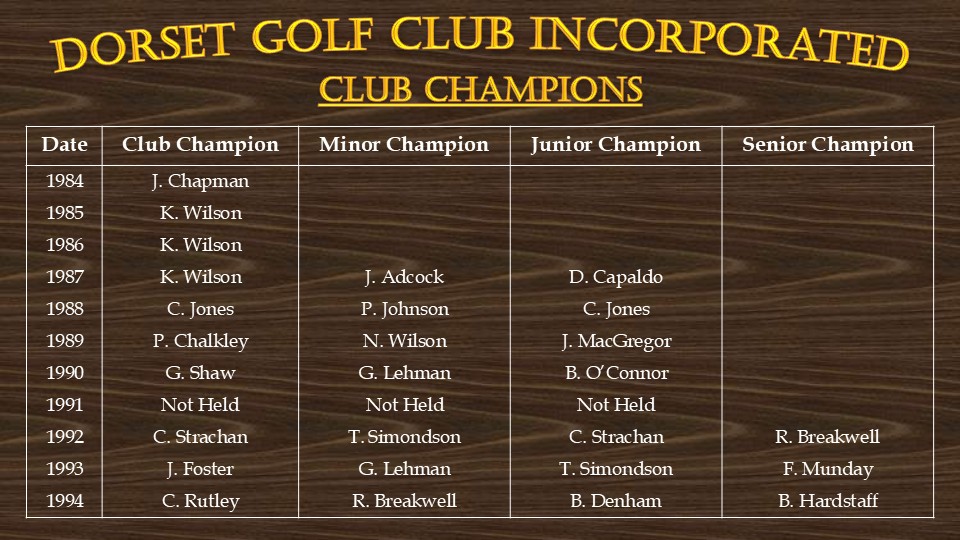 DORSET GOLF CLUB INCORPORATED
CLUB CHAMPIONS
Date Club Champion Minor Champion Junior Champion Senior Champion
1984 J. Chapman
1985 K. Wilson
1986 K. Wilson
1987 K. Wilson J. Adcock D. Capaldo
1988 C. Jones P. Johnson C. Jones
1989 P. Chalkley N. Wilson J. MacGregor
1990 G. Shaw G. Lehman B. O’Connor
1991 Not Held Not Held Not Held
1992 C. Strachan T. Simondson C. Strachan R. Breakwell
1993 J. Foster G. Lehman T. Simondson F. Munday
1994 C. Rutley R. Breakwell B. Denham B. Hardstaff